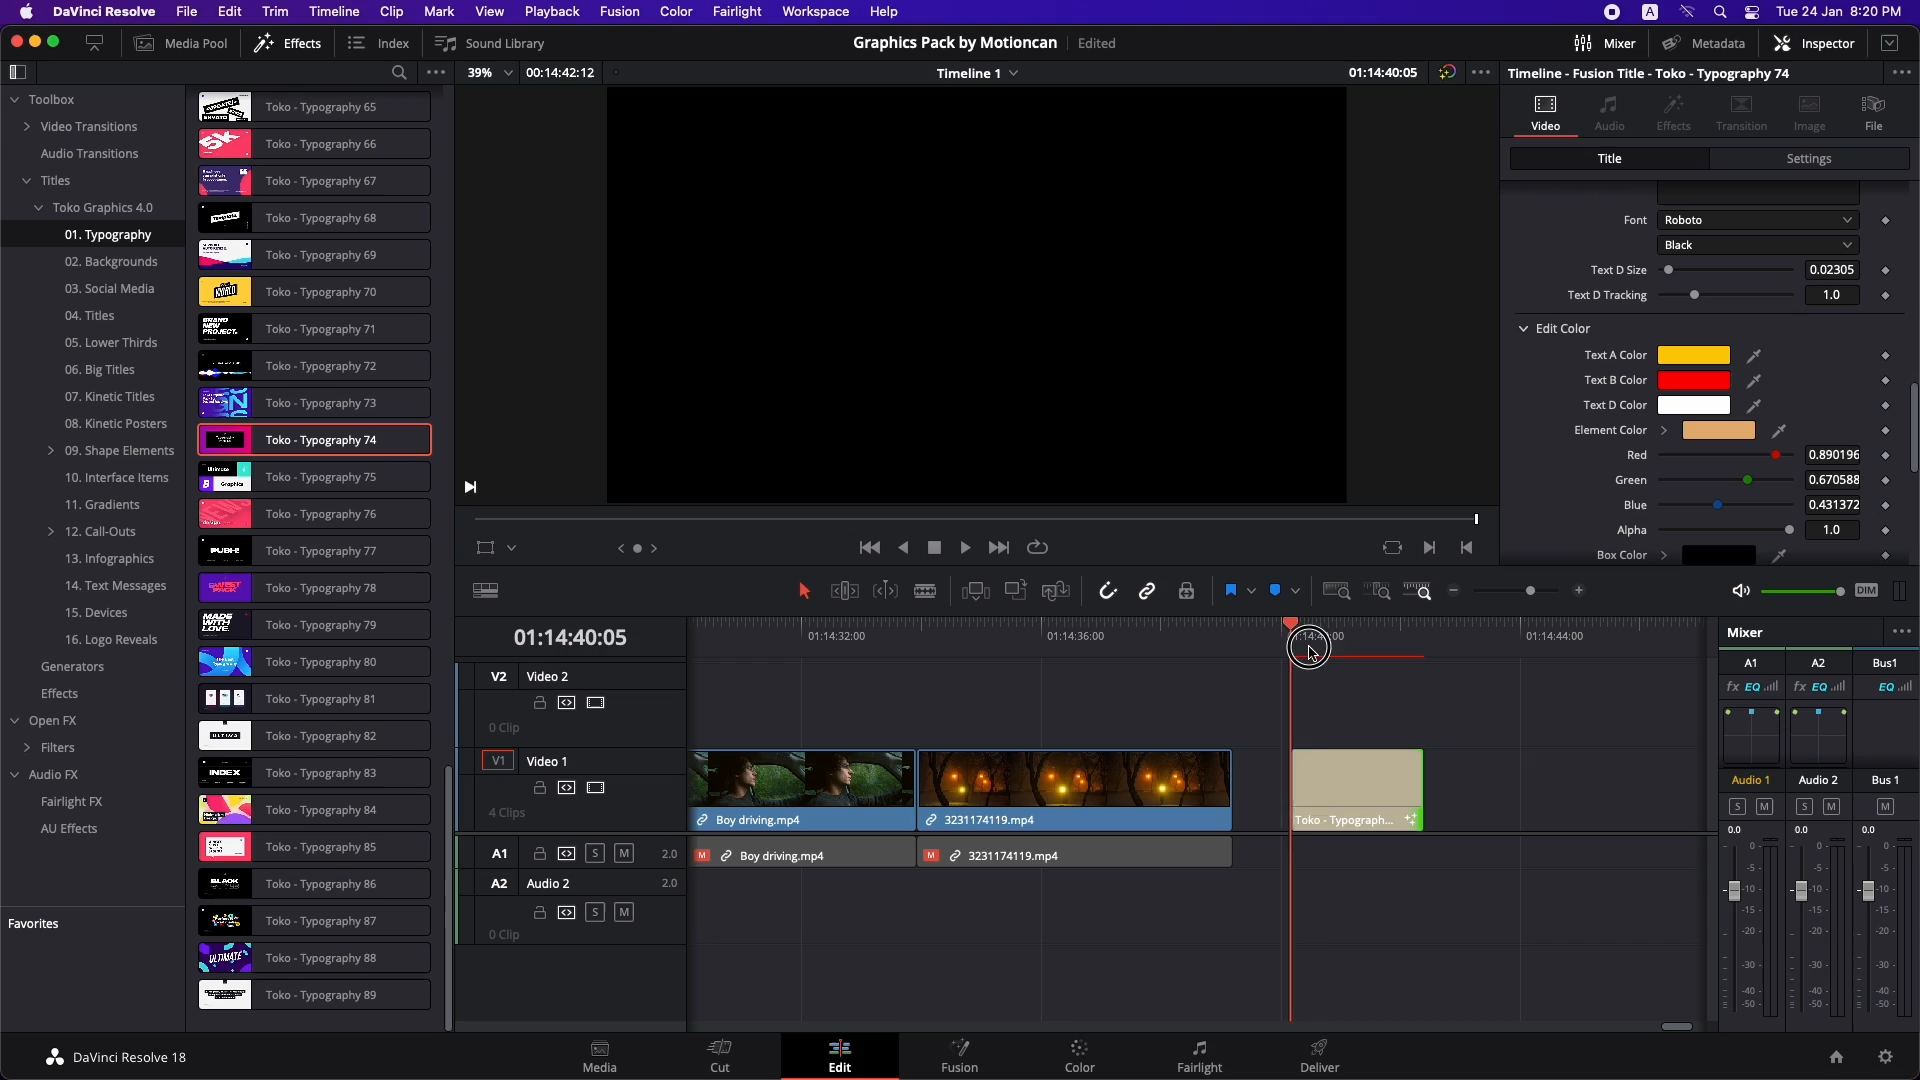 DaVinci Resolve File Edit Trim Timeline Clip Mark View Playback Fusion Color Fairlight Workspace Help A Tue 24 Jan 8:20 PM
Media Pool Effects Index Sound Library Graphics Pack by Motioncan Edited Mixer Metadata Inspector
39% 00:14:42:12 Timeline 1 01:14:40:05 Timeline - Fusion Title - Toko - Typography 74
Toolbox
Video Transitions
Audio Transitions
Titles
Toko Graphics 4.0
01. Typography
02. Backgrounds
03. Social Media
04. Titles
05. Lower Thirds
06. Big Titles
07. Kinetic Titles
08. Kinetic Posters
09. Shape Elements
10. Interface Items
11. Gradients
12. Call-Outs
13. Infographics
14. Text Messages
15. Devices
16. Logo Reveals
Generators
Effects
Open FX
Filters
Audio FX
Fairlight FX
AU Effects
Favorites
Toko - Typography 65
Toko - Typography 66
Toko - Typography 67
Toko - Typography 68
Toko - Typography 69
Toko - Typography 70
Toko - Typography 71
Toko - Typography 72
Toko - Typography 73
Toko - Typography 74
Toko - Typography 75
Toko - Typography 76
Toko - Typography 77
Toko - Typography 78
Toko - Typography 79
Toko - Typography 80
Toko - Typography 81
Toko - Typography 82
Toko - Typography 83
Toko - Typography 84
Toko - Typography 85
Toko - Typography 86
Toko - Typography 87
Toko - Typography 88
Toko - Typography 89
Video Audio Effects Transition Image File
Title Settings
Font Roboto
Black
Text D Size 0.02305
Text D Tracking 1.0
Edit Color
Text A Color
Text B Color
Text D Color
Element Color
Red 0.890196
Green 0.670588
Blue 0.431372
Alpha 1.0
Box Color
DIM
01:14:40:05 01:14:32:00 01:14:36:00 01:14:44:00
V2 Video 2
0 Clip
V1 Video 1
4 Clips
Boy driving.mp4 3231174119.mp4 Toko - Typograph...
A1 S M 2.0 M Boy driving.mp4 M 3231174119.mp4
A2 Audio 2 2.0
S M
0 Clip
Mixer
A1 A2 Bus1
fx EQ fx EQ EQ
Audio 1 Audio 2 Bus 1
S M S M M
0.0 0.0 0.0
-5 -5 -5
-10 -10 -10
-15 -15 -15
-20 -20 -20
-30 -30 -30
-40 -40 -40
-50 -50 -50
DaVinci Resolve 18 Media Cut Edit Fusion Color Fairlight Deliver